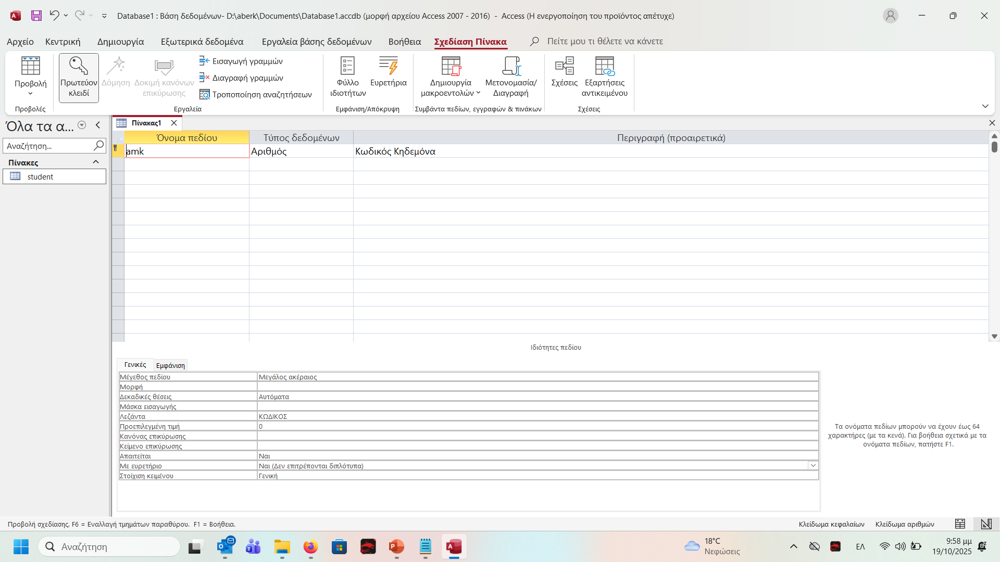 Database1 : Βάση δεδομένων- D:\aberk\Documents\Database1.accdb (μορφή αρχείου Access 2007 - 2016)  -  Access (Η ενεργοποίηση του προϊόντος απέτυχε)
Αρχείο Κεντρική Δημιουργία Εξωτερικά δεδομένα Εργαλεία βάσης δεδομένων Βοήθεια Σχεδίαση Πίνακα Πείτε μου τι θέλετε να κάνετε
Προβολή
Προβολές
Πρωτεύον
κλειδί
Δόμηση
Δοκιμή κανόνων
επικύρωσης
Εισαγωγή γραμμών
Διαγραφή γραμμών
Τροποποίηση αναζητήσεων
Εργαλεία
Φύλλο
ιδιοτήτων
Ευρετήρια
Εμφάνιση/Απόκρυψη
Δημιουργία
μακροεντολών
Μετονομασία/
Διαγραφή
Συμβάντα πεδίων, εγγραφών & πινάκων
Σχέσεις
Εξαρτήσεις
αντικειμένου
Σχέσεις
Όλα τα α...
Αναζήτηση...
Πίνακες
student
Πίνακας1
Όνομα πεδίου Τύπος δεδομένων Περιγραφή (προαιρετικά)
amk Αριθμός Κωδικός Κηδεμόνα
Ιδιότητες πεδίου
Γενικές Εμφάνιση
Μέγεθος πεδίου Μεγάλος ακέραιος
Μορφή
Δεκαδικές θέσεις Αυτόματα
Μάσκα εισαγωγής
Λεζάντα ΚΩΔΙΚΟΣ
Προεπιλεγμένη τιμή 0
Κανόνας επικύρωσης
Κείμενο επικύρωσης
Απαιτείται Ναι
Με ευρετήριο Ναι (Δεν επιτρέπονται διπλότυπα)
Στοίχιση κειμένου Γενική
Τα ονόματα πεδίων μπορούν να έχουν έως 64
χαρακτήρες (με τα κενά). Για βοήθεια σχετικά με τα
ονόματα πεδίων, πατήστε F1.
Προβολή σχεδίασης. F6 = Εναλλαγή τμημάτων παραθύρου.  F1 = Βοήθεια.
Κλείδωμα κεφαλαίων Κλείδωμα αριθμών
Αναζήτηση
18°C
Νεφώσεις
ΕΛ
9:58 μμ
19/10/2025